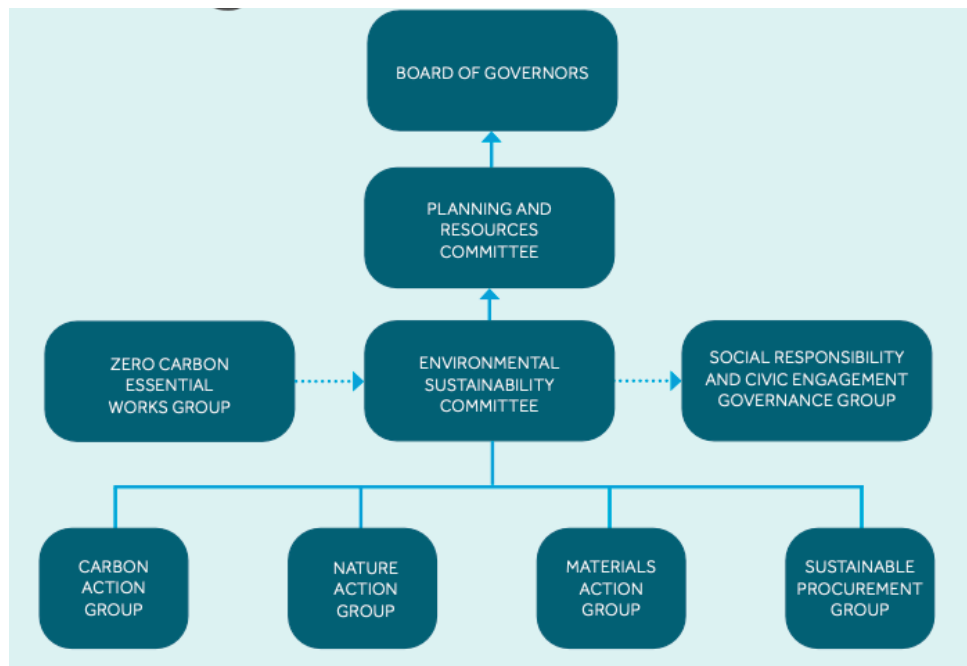 BOARD OF GOVERNORS
PLANNING AND
RESOURCES
COMMITTEE
ZERO CARBON
ESSENTIAL
WORKS GROUP
ENVIRONMENTAL
SUSTAINABILITY
COMMITTEE
SOCIAL RESPONSIBILITY
AND CIVIC ENGAGEMENT
GOVERNANCE GROUP
CARBON
ACTION
GROUP
NATURE
ACTION
GROUP
MATERIALS
ACTION
GROUP
SUSTAINABLE
PROCUREMENT
GROUP